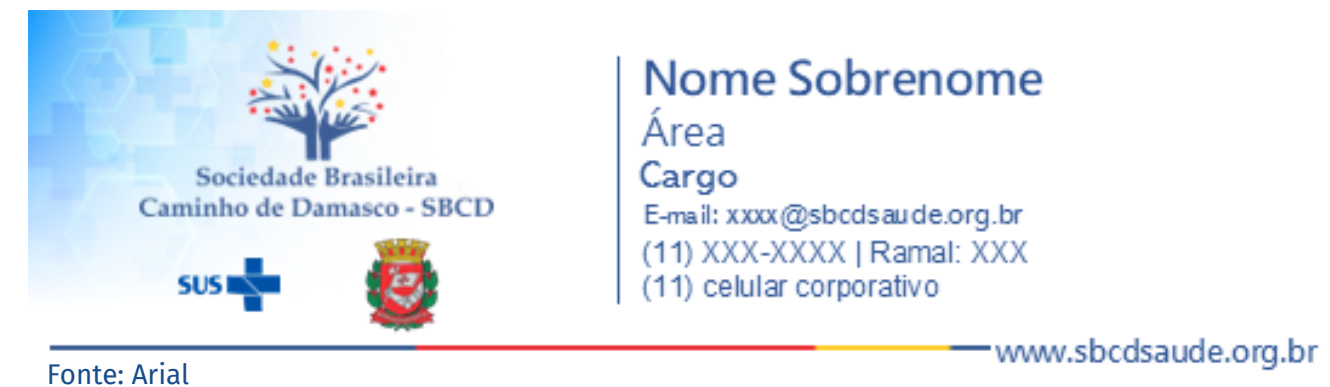 Sociedade Brasileira
Caminho de Damasco - SBCD
SUS
Nome Sobrenome
Área
Cargo
E-mail: xxxx@sbcdsaude.org.br
(11) XXX-XXXX | Ramal: XXX
(11) celular corporativo
www.sbcdsaude.org.br
Fonte: Arial